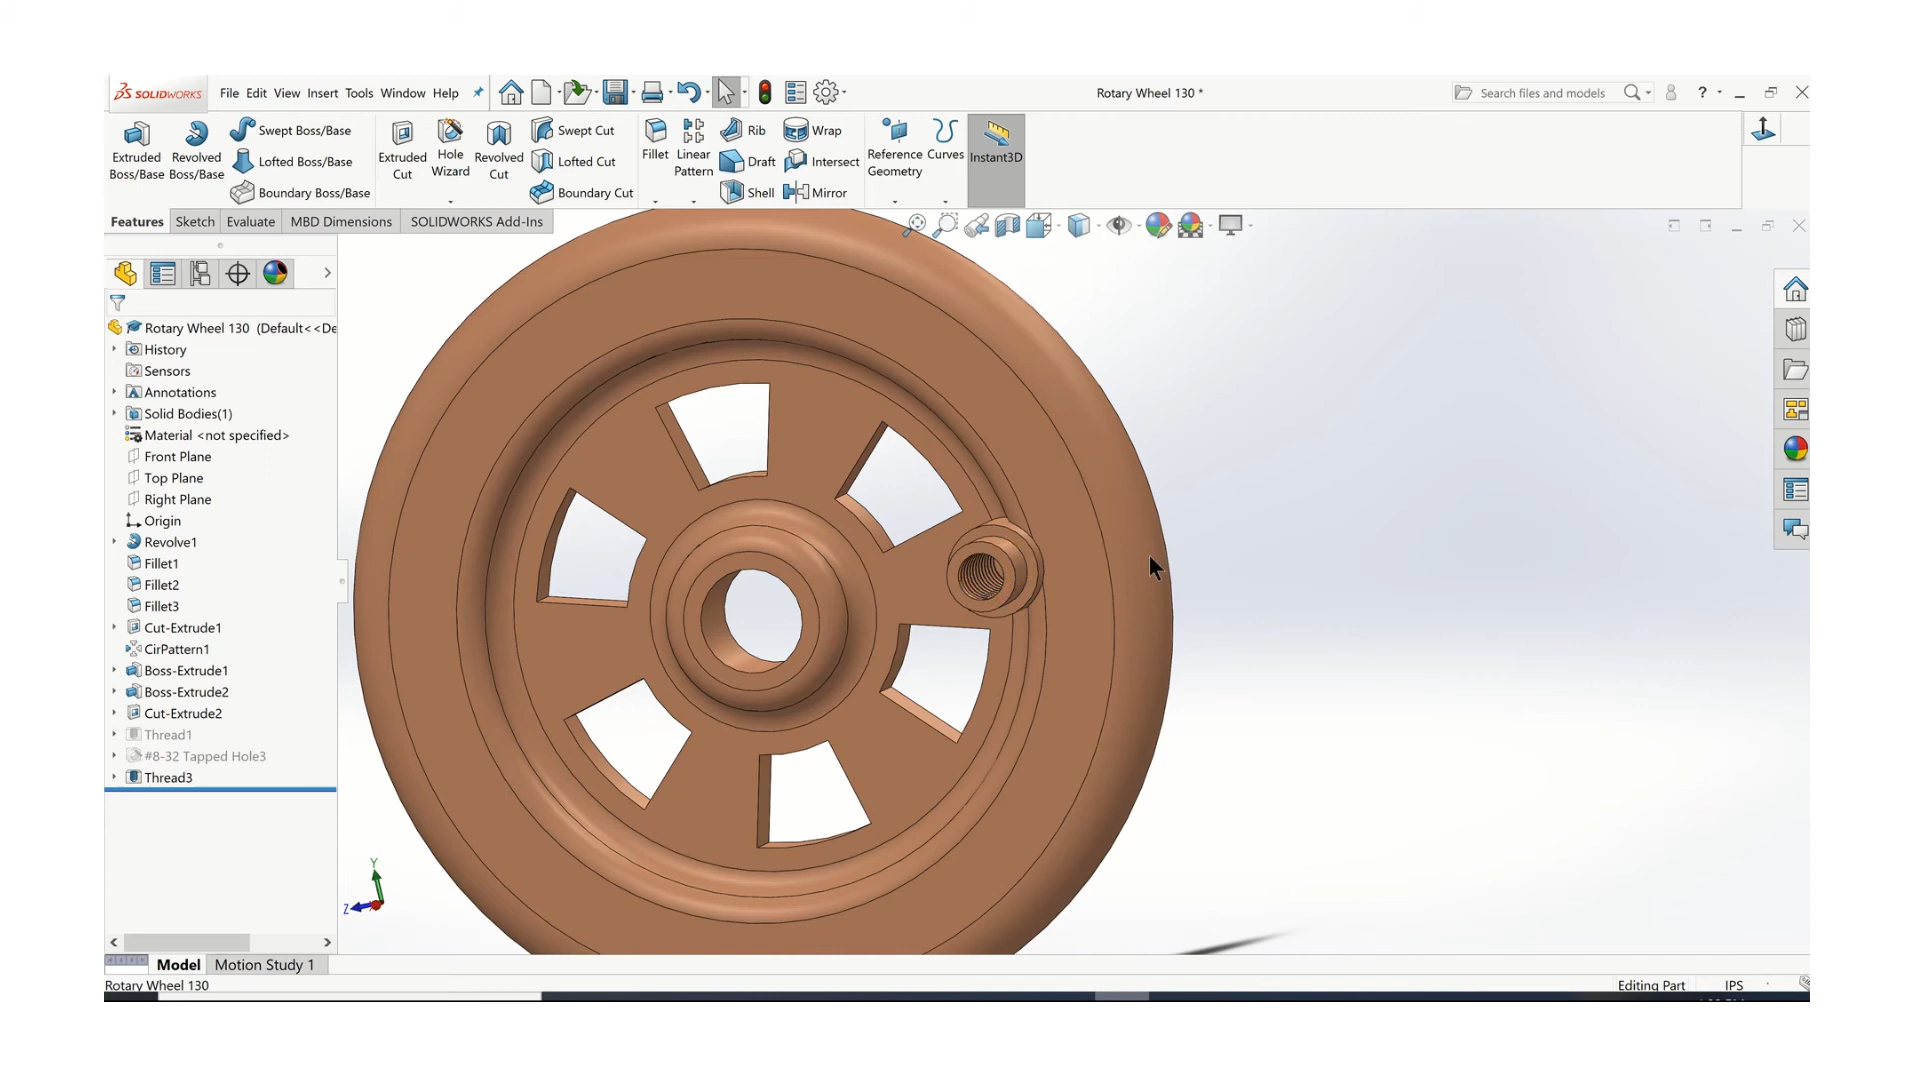 SOLIDWORKS File Edit View Insert Tools Window Help Rotary Wheel 130 * Search files and models ?
Extruded Boss/Base
Revolved Boss/Base
Swept Boss/Base
Lofted Boss/Base
Boundary Boss/Base
Extruded Cut
Hole Wizard
Revolved Cut
Swept Cut
Lofted Cut
Boundary Cut
Fillet
Linear Pattern
Rib
Draft
Shell
Wrap
Intersect
Mirror
Reference Geometry
Curves
Instant3D
Features Sketch Evaluate MBD Dimensions SOLIDWORKS Add-Ins
Rotary Wheel 130 (Default<<De
History
Sensors
Annotations
Solid Bodies(1)
Material <not specified>
Front Plane
Top Plane
Right Plane
Origin
Revolve1
Fillet1
Fillet2
Fillet3
Cut-Extrude1
CirPattern1
Boss-Extrude1
Boss-Extrude2
Cut-Extrude2
Thread1
#8-32 Tapped Hole3
Thread3
Y
Z
Model Motion Study 1
Rotary Wheel 130 Editing Part IPS